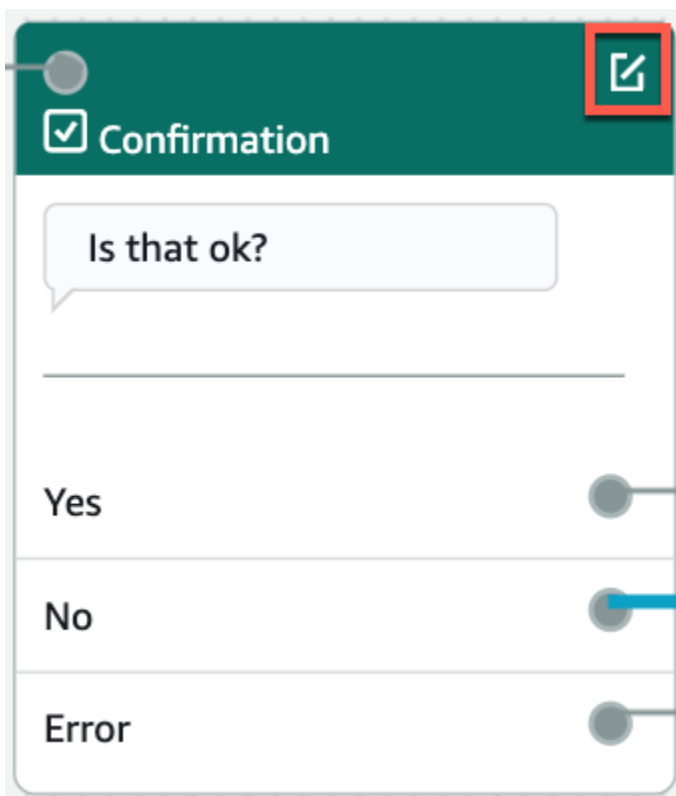 Confirmation
Is that ok?
Yes
No
Error